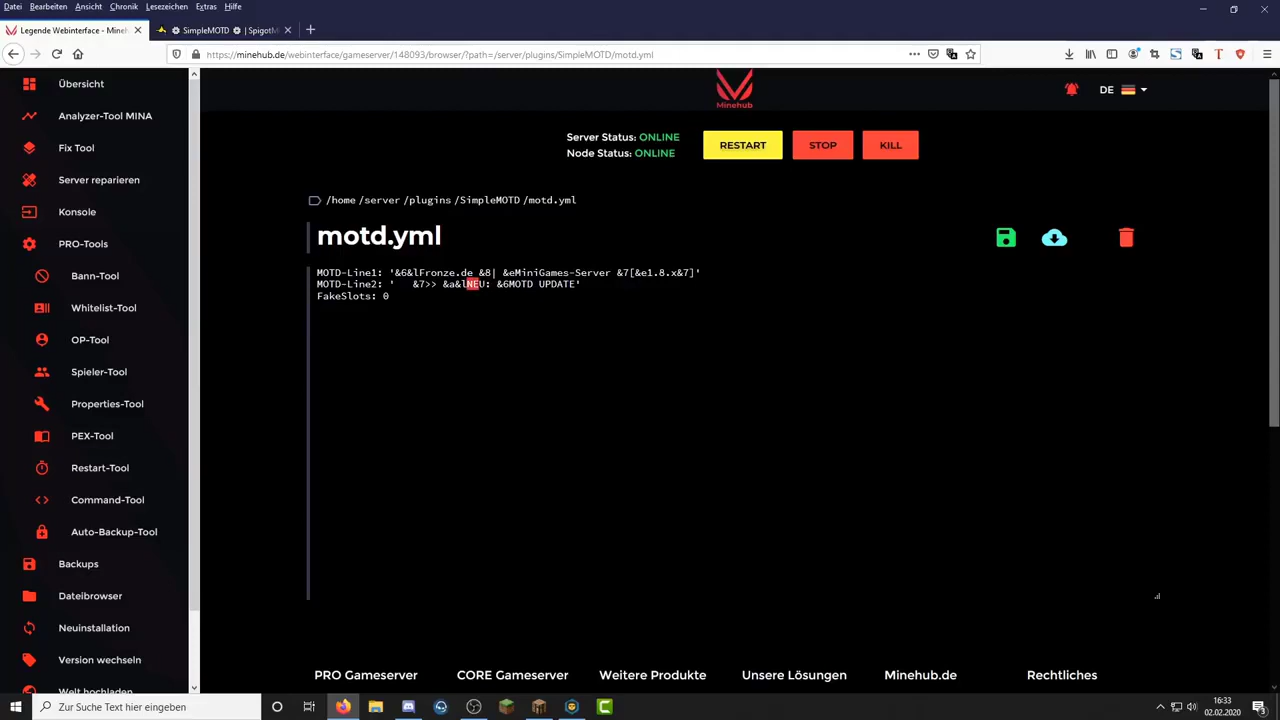 Datei Bearbeiten Ansicht Chronik Lesezeichen Extras Hilfe
Legende Webinterface - Mineh
SimpleMOTD | SpigotM
https://minehub.de/webinterface/gameserver/148093/browser/?path=/server/plugins/SimpleMOTD/motd.yml
Übersicht
Analyzer-Tool MINA
Fix Tool
Server reparieren
Konsole
PRO-Tools
Bann-Tool
Whitelist-Tool
OP-Tool
Spieler-Tool
Properties-Tool
PEX-Tool
Restart-Tool
Command-Tool
Auto-Backup-Tool
Backups
Dateibrowser
Neuinstallation
Version wechseln
Welt hochladen
Minehub
DE
Server Status: ONLINE
Node Status: ONLINE
RESTART STOP KILL
/home /server /plugins /SimpleMOTD /motd.yml
motd.yml
MOTD-Line1: '&6&lFronze.de &8| &eMiniGames-Server &7[&e1.8.x&7]'
MOTD-Line2: '   &7>> &a&lNEU: &6MOTD UPDATE'
FakeSlots: 0
PRO Gameserver CORE Gameserver Weitere Produkte Unsere Lösungen Minehub.de Rechtliches
Zur Suche Text hier eingeben
16:33
02.02.2020